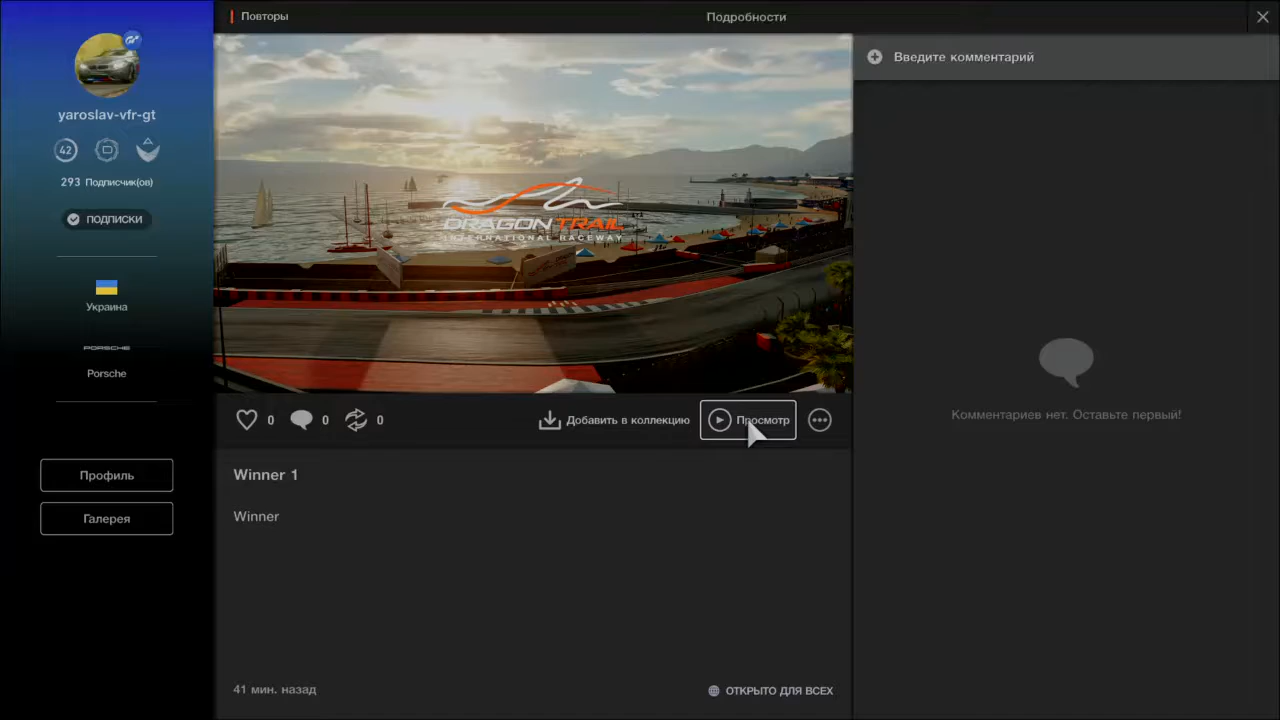 Повторы
Подробности
yaroslav-vfr-gt
42
D
293 Подписчик(ов)
ПОДПИСКИ
Украина
PORSCHE
Porsche
Профиль
Галерея
DRAGON TRAIL
INTERNATIONAL RACEWAY
0
0
0
Добавить в коллекцию
Просмотр
Winner 1
Winner
41 мин. назад
ОТКРЫТО ДЛЯ ВСЕХ
Введите комментарий
Комментариев нет. Оставьте первый!